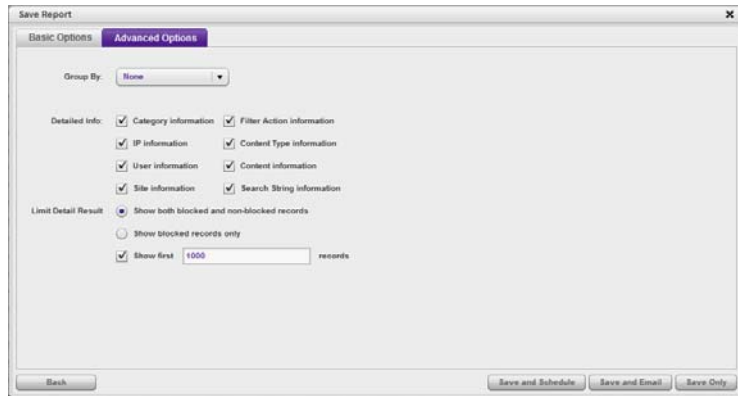 Save Report
Basic Options Advanced Options
Group By: None
Detailed Info: Category information Filter Action information
IP information Content Type information
User information Content information
Site information Search String information
Limit Detail Result Show both blocked and non-blocked records
Show blocked records only
Show first 1000 records
Back Save and Schedule Save and Email Save Only